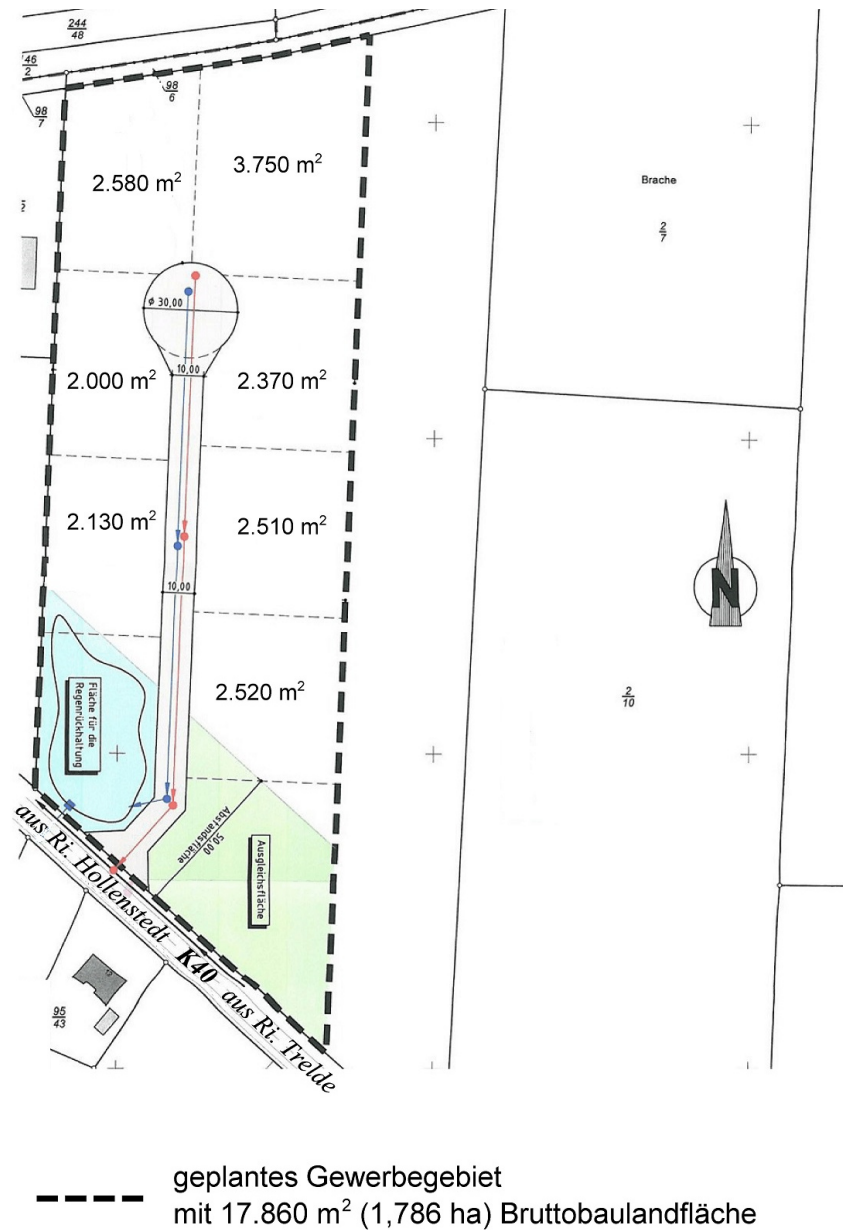 244
48
46
2
98
6
98
7
3.750 m²
2.580 m²
Brache
2
7
ϕ 30,00
10,00
2.000 m²
2.370 m²
2.130 m²
2.510 m²
10,00
N
2.520 m²
2
10
Fläche für die
Regenrückhaltung
50,00
Abstandsfläche
Ausgleichsfläche
aus Ri. Hollenstedt K40 aus Ri. Trelde
95
43
geplantes Gewerbegebiet
mit 17.860 m² (1,786 ha) Bruttobaulandfläche